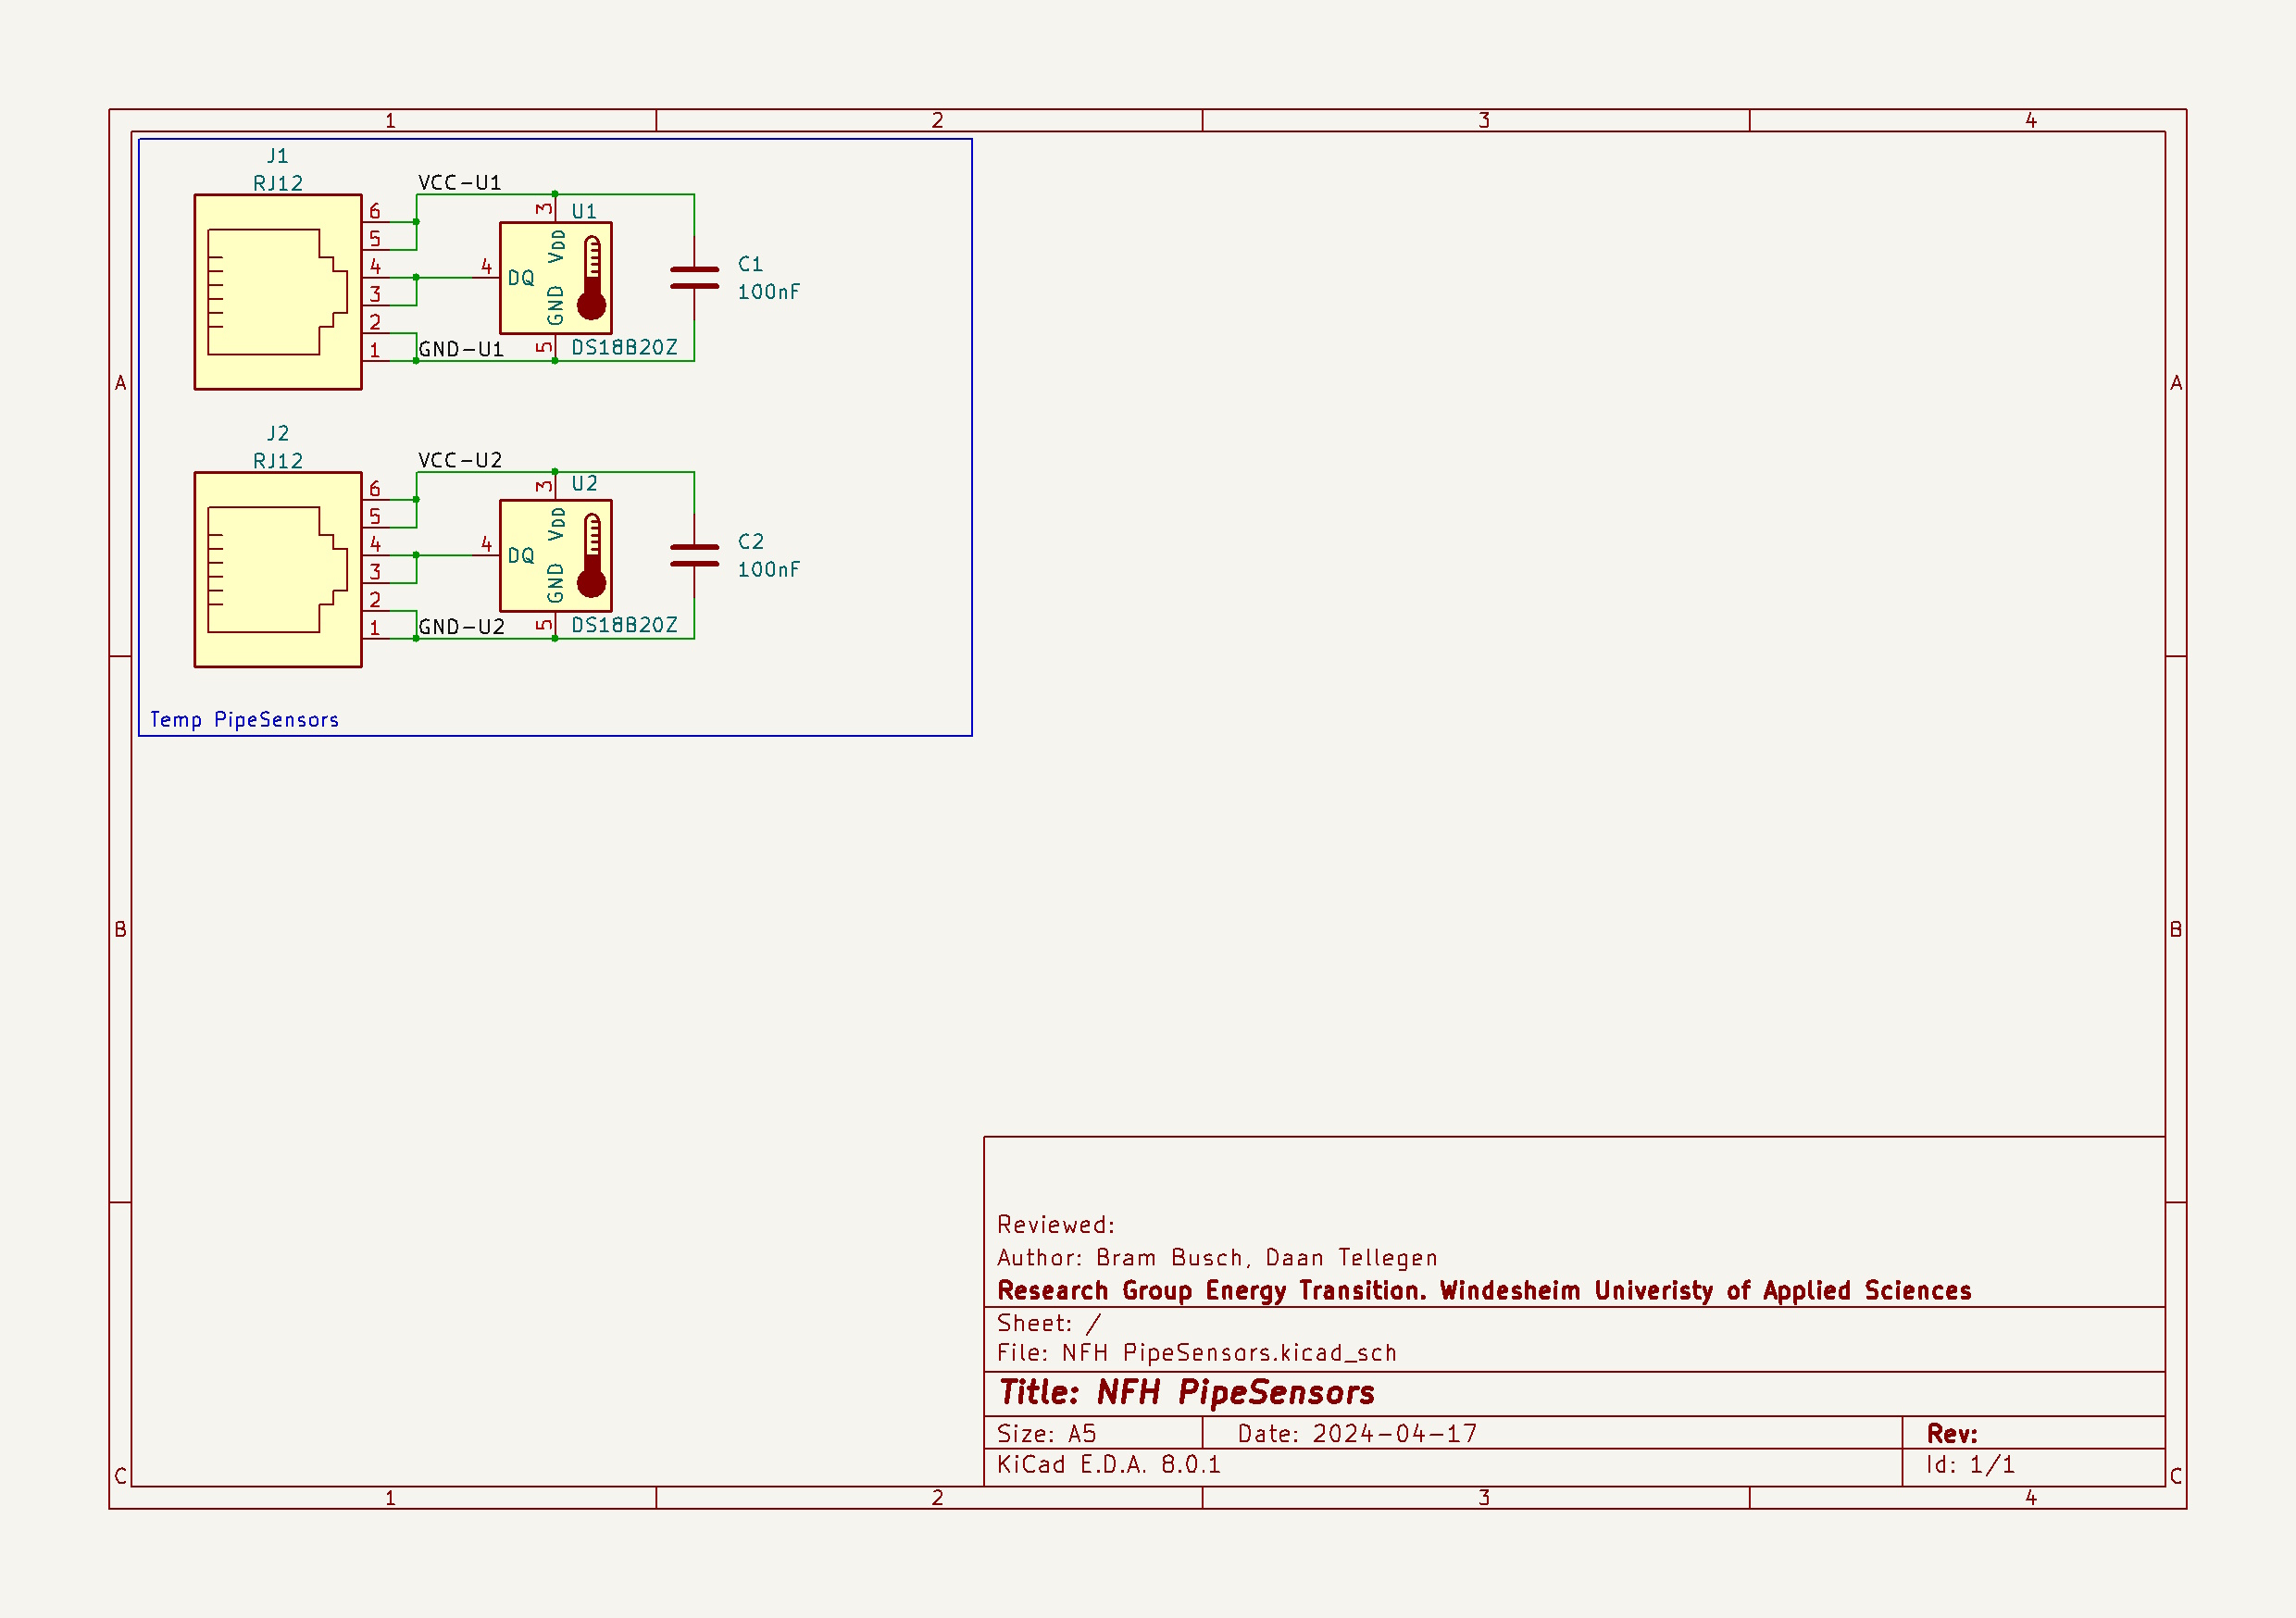 1 2 3 4
J1
RJ12
VCC-U1
6
5
4
3
2
1
3
U1
VDD
4
DQ
GND
5
DS18B20Z
GND-U1
C1
100nF
A A
J2
RJ12
VCC-U2
6
5
4
3
2
1
3
U2
VDD
4
DQ
GND
5
DS18B20Z
GND-U2
C2
100nF
Temp PipeSensors
B B
Reviewed:
Author: Bram Busch, Daan Tellegen
Research Group Energy Transition. Windesheim Univeristy of Applied Sciences
Sheet: /
File: NFH PipeSensors.kicad_sch
Title: NFH PipeSensors
Size: A5 Date: 2024-04-17 Rev:
KiCad E.D.A. 8.0.1 Id: 1/1
C C
1 2 3 4